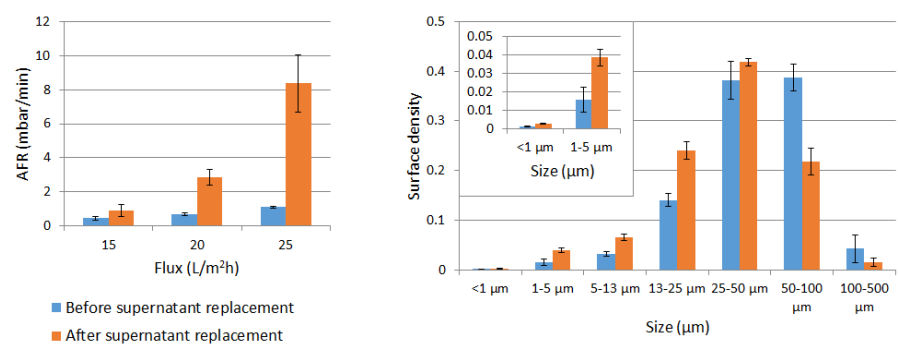 12
10
8
6
4
2
0
AFR (mbar/min)
15 20 25
Flux (L/m²h)
Before supernatant replacement
After supernatant replacement
0.5
0.4
0.3
0.2
0.1
0
Surface density
0.05
0.04
0.03
0.02
0.01
0
<1 µm 1-5 µm
Size (µm)
<1 µm 1-5 µm 5-13 µm 13-25 µm 25-50 µm 50-100 100-500
µm µm
Size (µm)